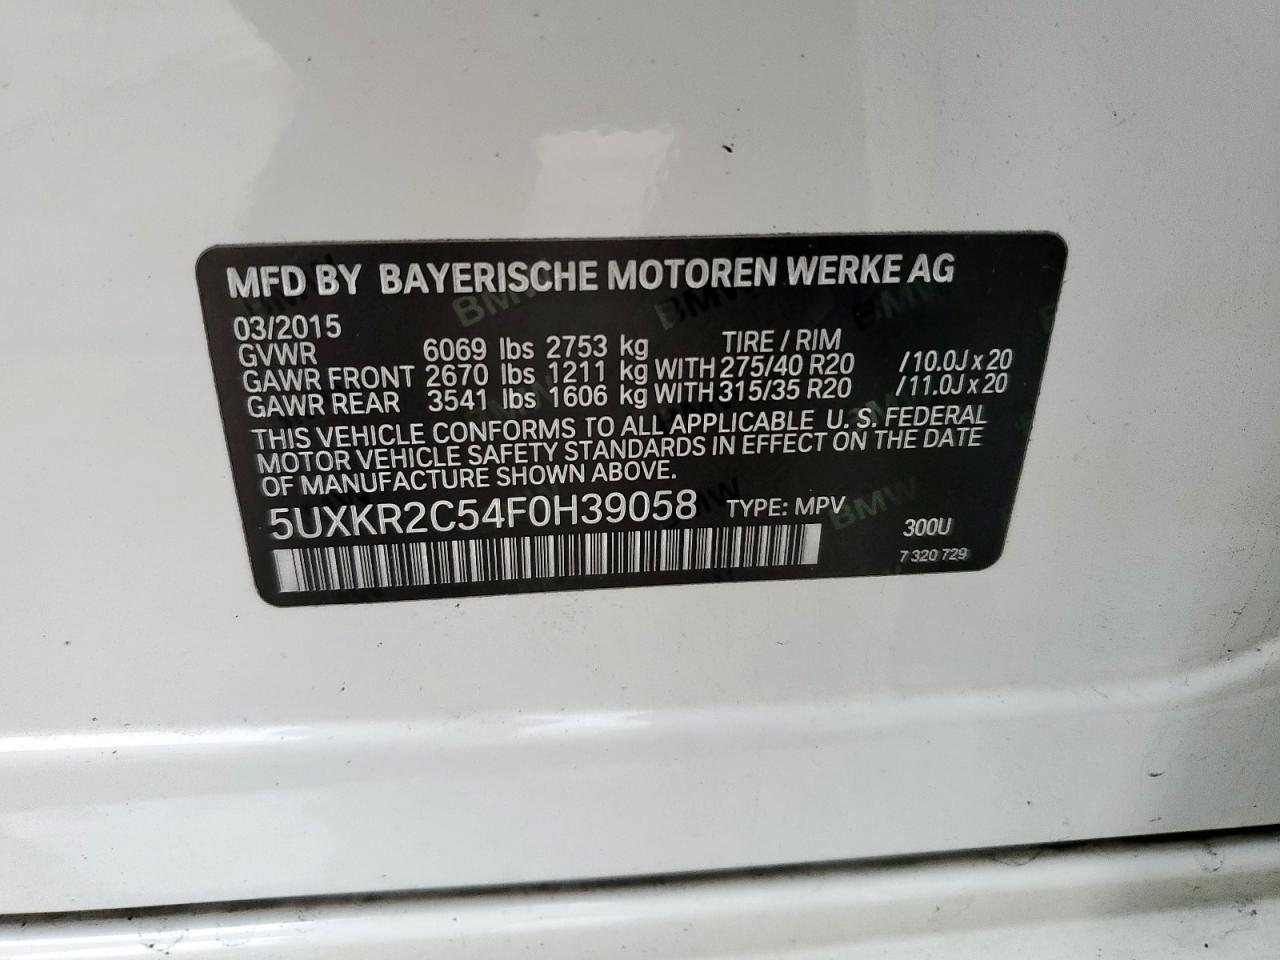 MFD BY BAYERISCHE MOTOREN WERKE AG
03/2015 TIRE / RIM
GVWR 6069 lbs 2753 kg
GAWR FRONT 2670 lbs 1211 kg WITH 275/40 R20 /10.0J x 20
GAWR REAR 3541 lbs 1606 kg WITH 315/35 R20 /11.0J x 20
THIS VEHICLE CONFORMS TO ALL APPLICABLE U. S. FEDERAL
MOTOR VEHICLE SAFETY STANDARDS IN EFFECT ON THE DATE
OF MANUFACTURE SHOWN ABOVE.
5UXKR2C54F0H39058 TYPE: MPV
300U
7 320 729